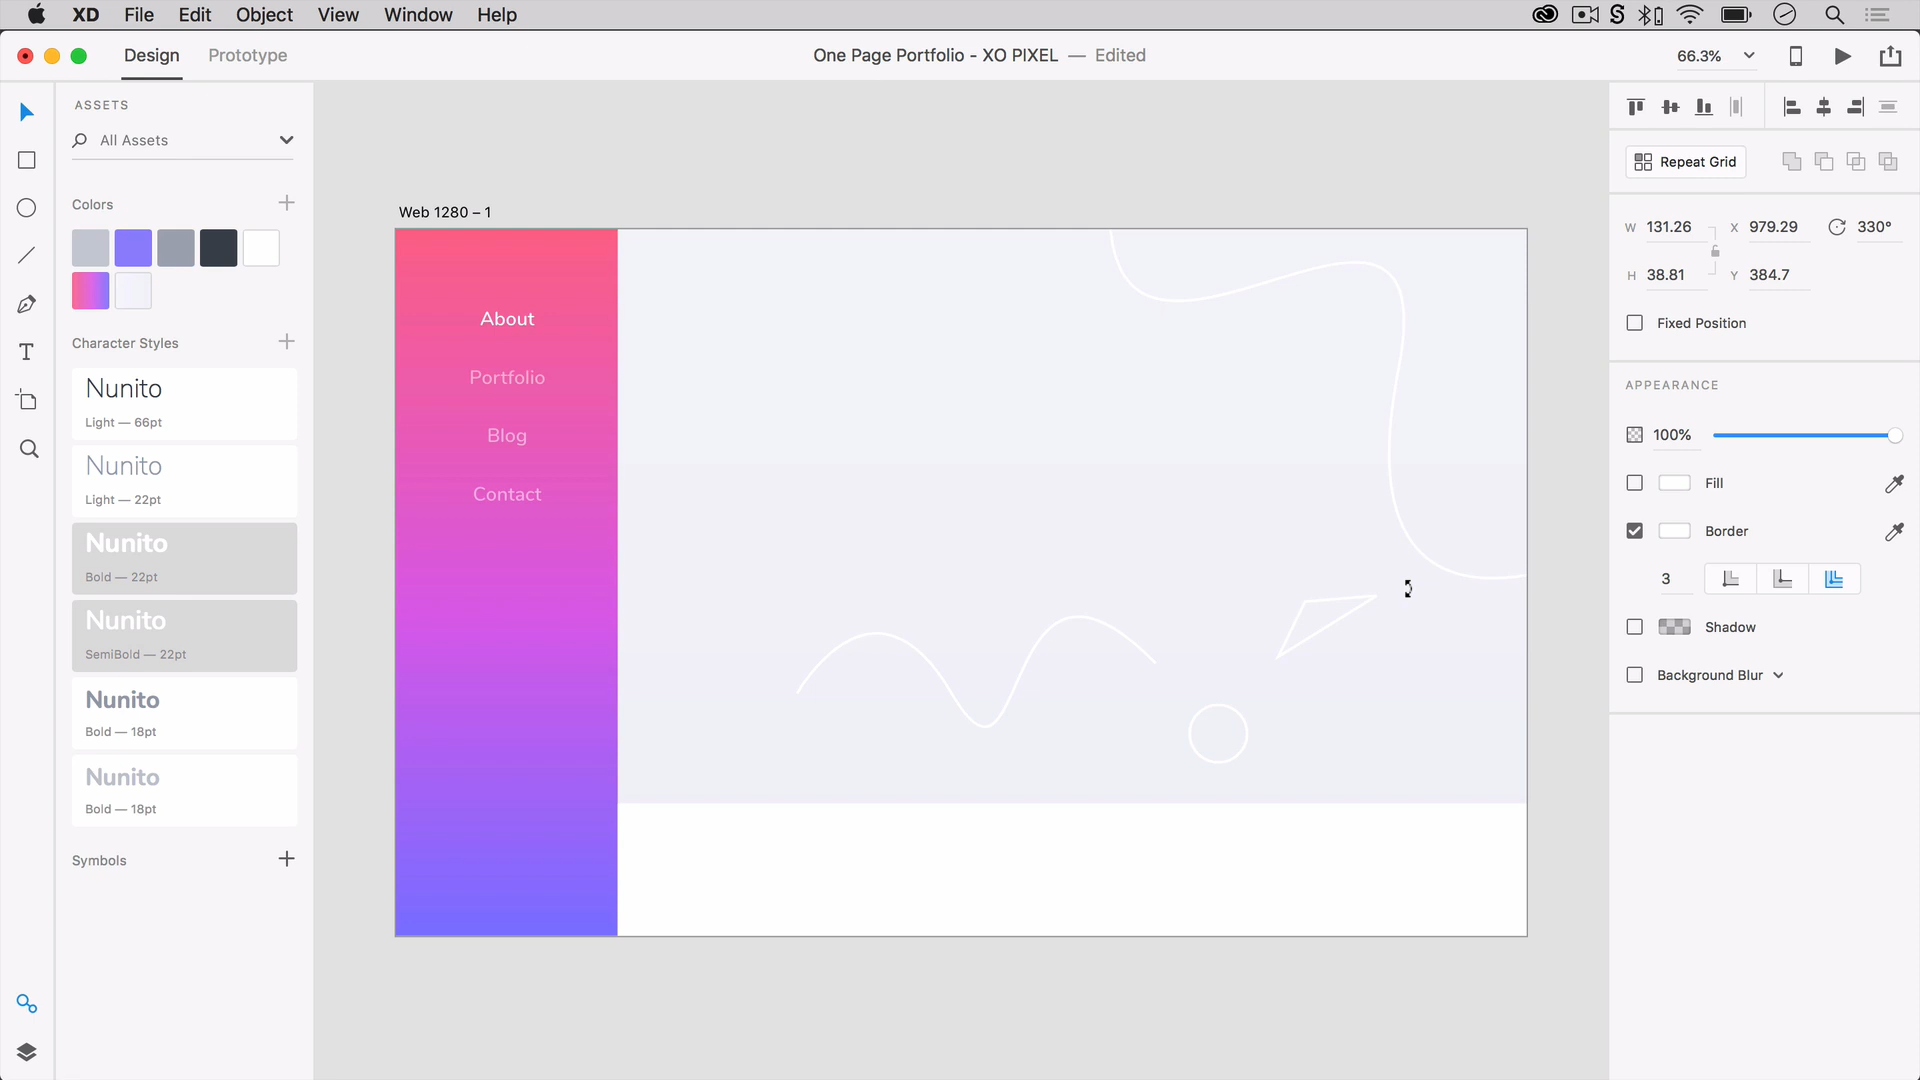 XD File Edit Object View Window Help
Design Prototype One Page Portfolio - XO PIXEL — Edited 66.3%
ASSETS
All Assets
Colors
Character Styles
Nunito
Light — 66pt
Nunito
Light — 22pt
Nunito
Bold — 22pt
Nunito
SemiBold — 22pt
Nunito
Bold — 18pt
Nunito
Bold — 18pt
Symbols
Web 1280 – 1
About
Portfolio
Blog
Contact
Repeat Grid
W 131.26 X 979.29 330°
H 38.81 Y 384.7
Fixed Position
APPEARANCE
100%
Fill
Border
3
Shadow
Background Blur